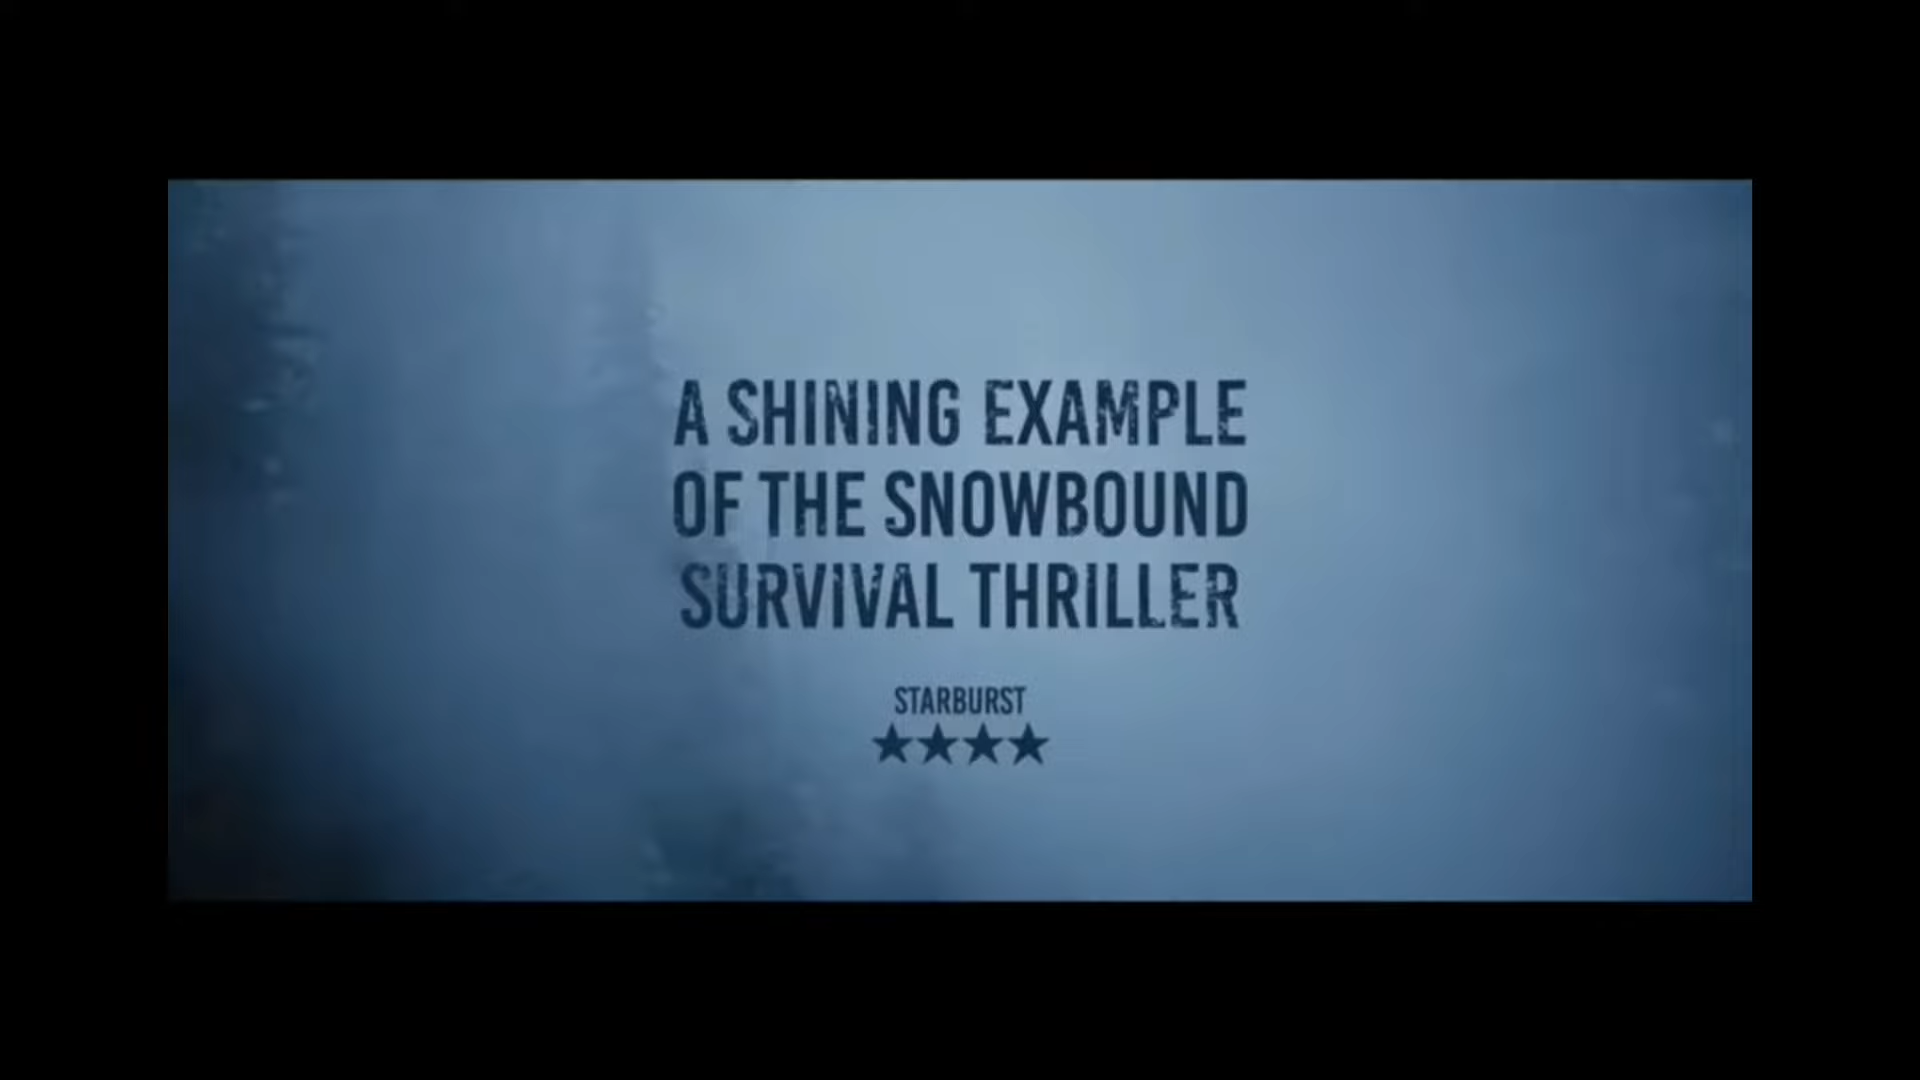 A SHINING EXAMPLE
OF THE SNOWBOUND
SURVIVAL THRILLER
STARBURST
★★★★